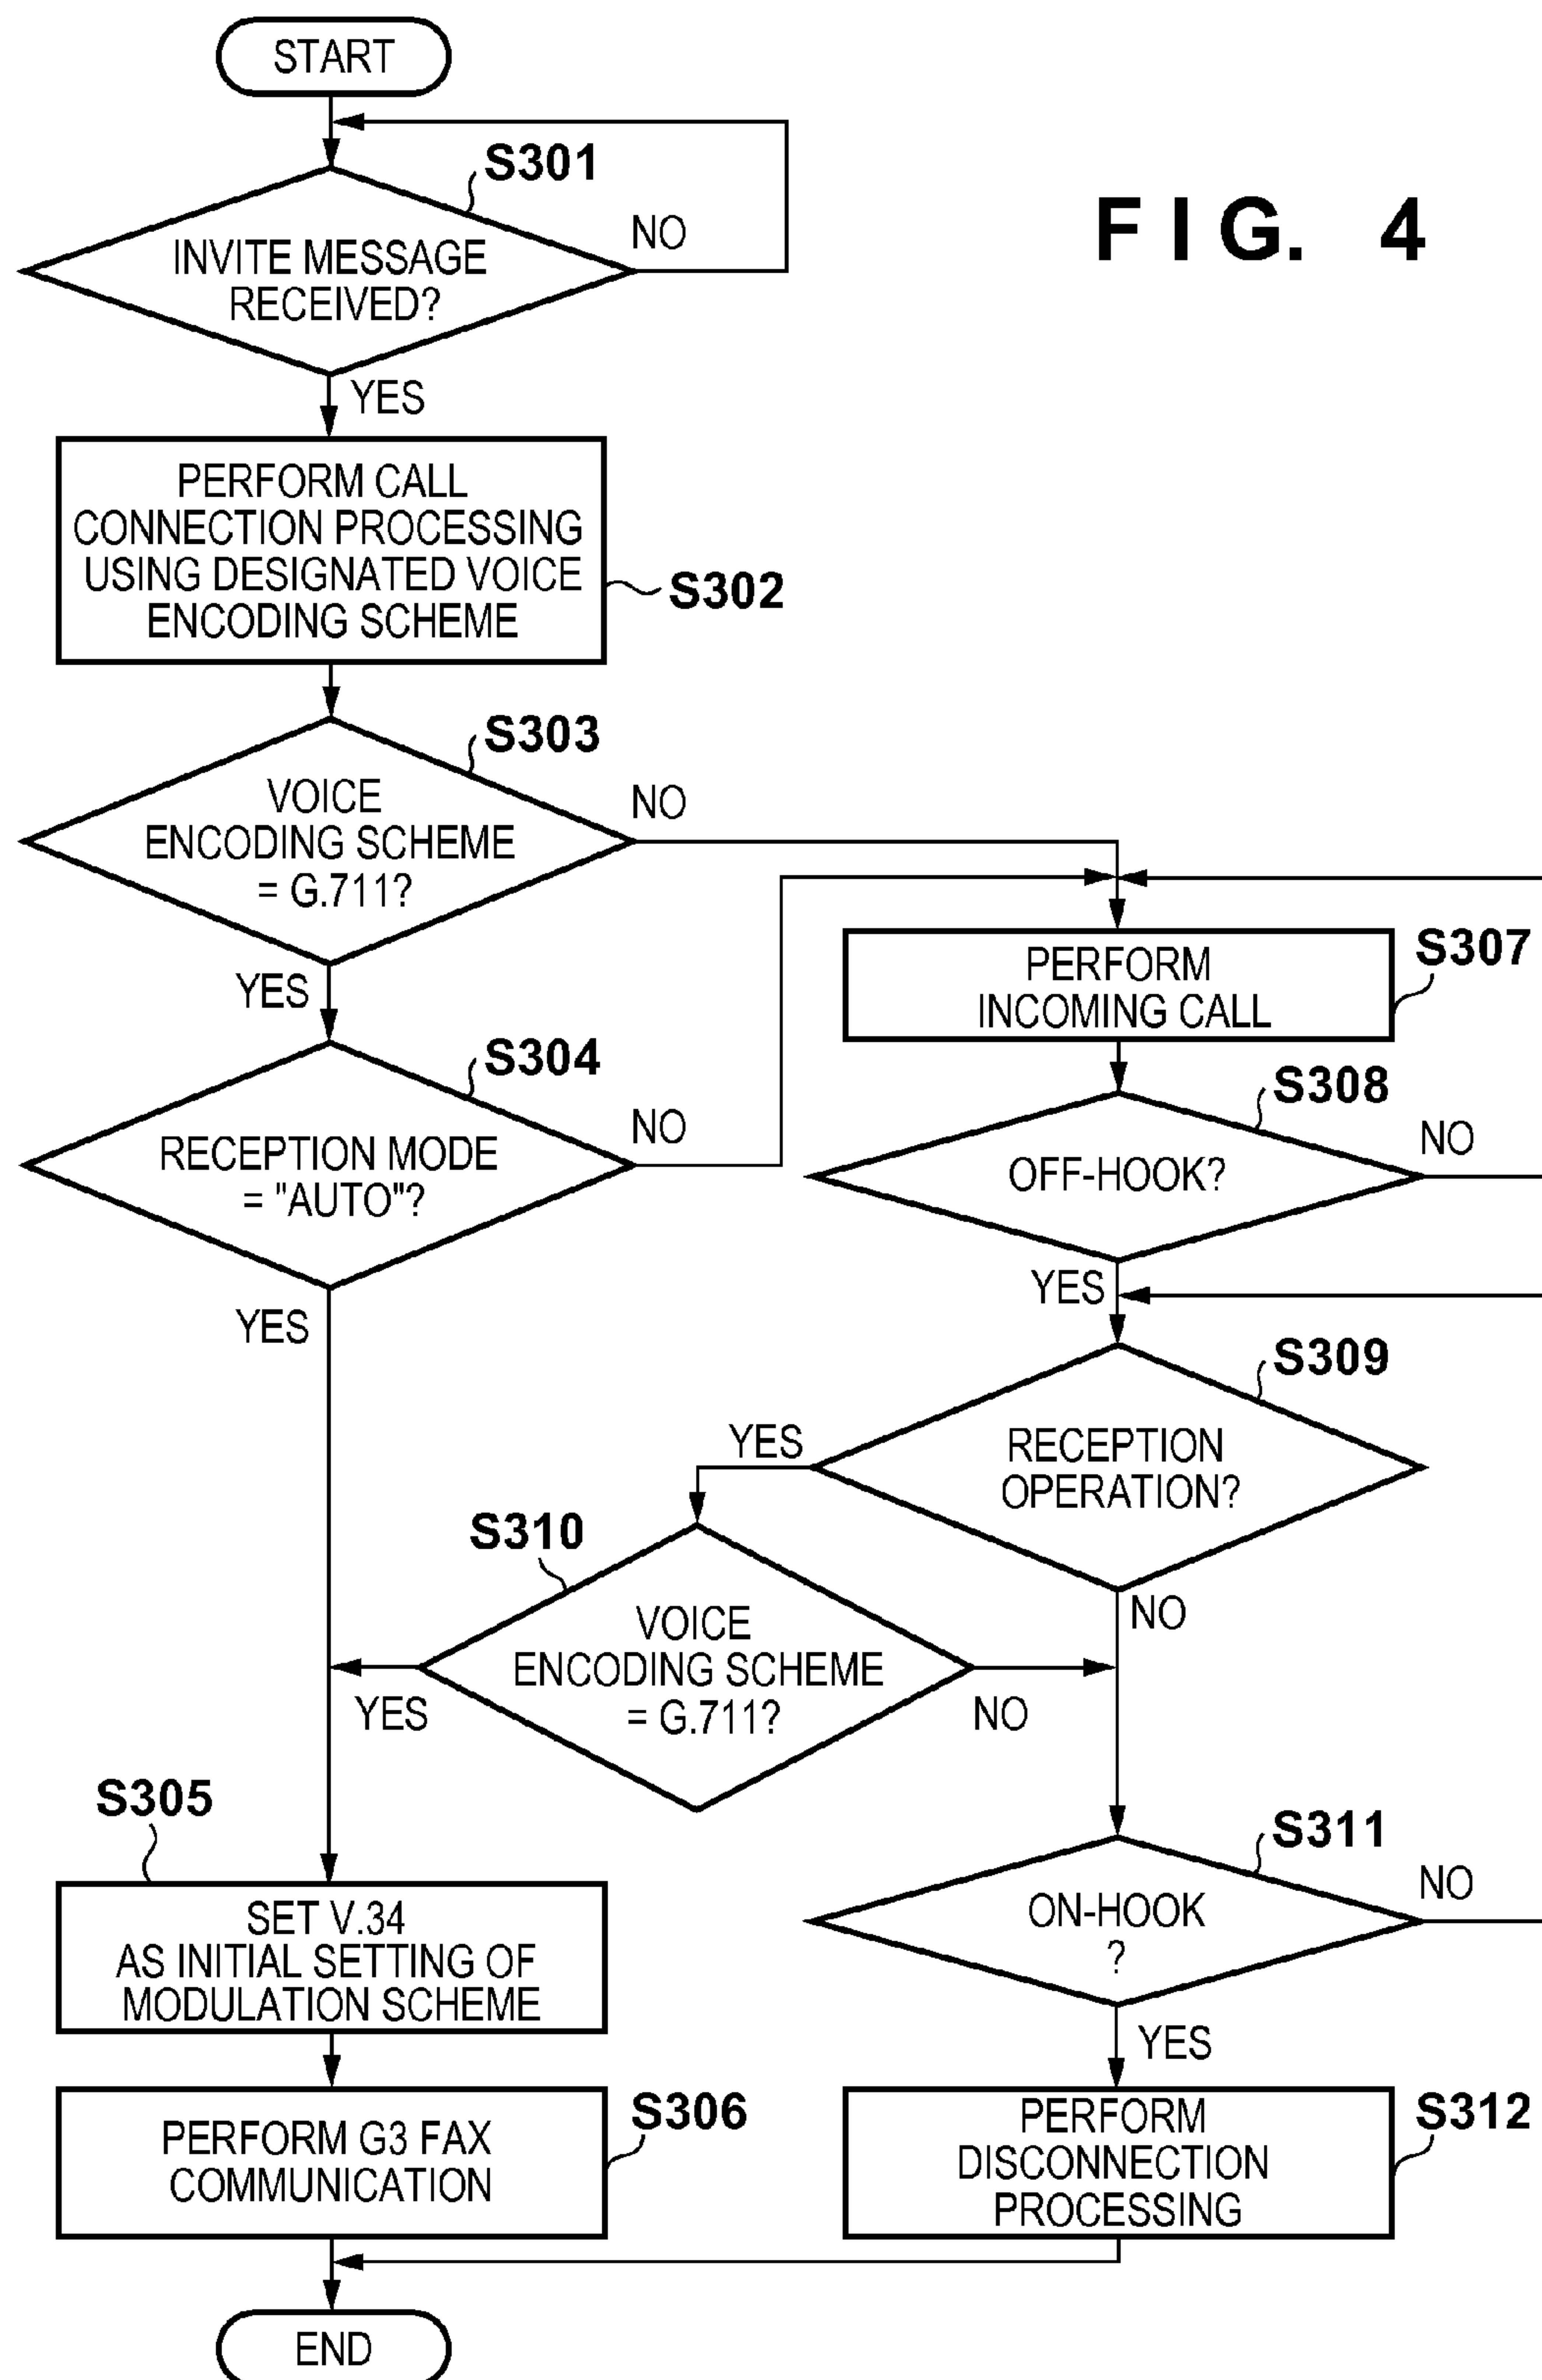 START
FIG. 4
S301
INVITE MESSAGE
RECEIVED?
NO
YES
PERFORM CALL
CONNECTION PROCESSING
USING DESIGNATED VOICE
ENCODING SCHEME
S302
S303
VOICE
ENCODING SCHEME
= G.711?
NO
YES
S304
RECEPTION MODE
= "AUTO"?
NO
YES
S307
PERFORM
INCOMING CALL
S308
OFF-HOOK?
NO
YES
S309
RECEPTION
OPERATION?
YES
NO
S310
VOICE
ENCODING SCHEME
= G.711?
YES
NO
S305
SET V.34
AS INITIAL SETTING OF
MODULATION SCHEME
S311
ON-HOOK
?
NO
YES
PERFORM G3 FAX
COMMUNICATION
S306
PERFORM
DISCONNECTION
PROCESSING
S312
END